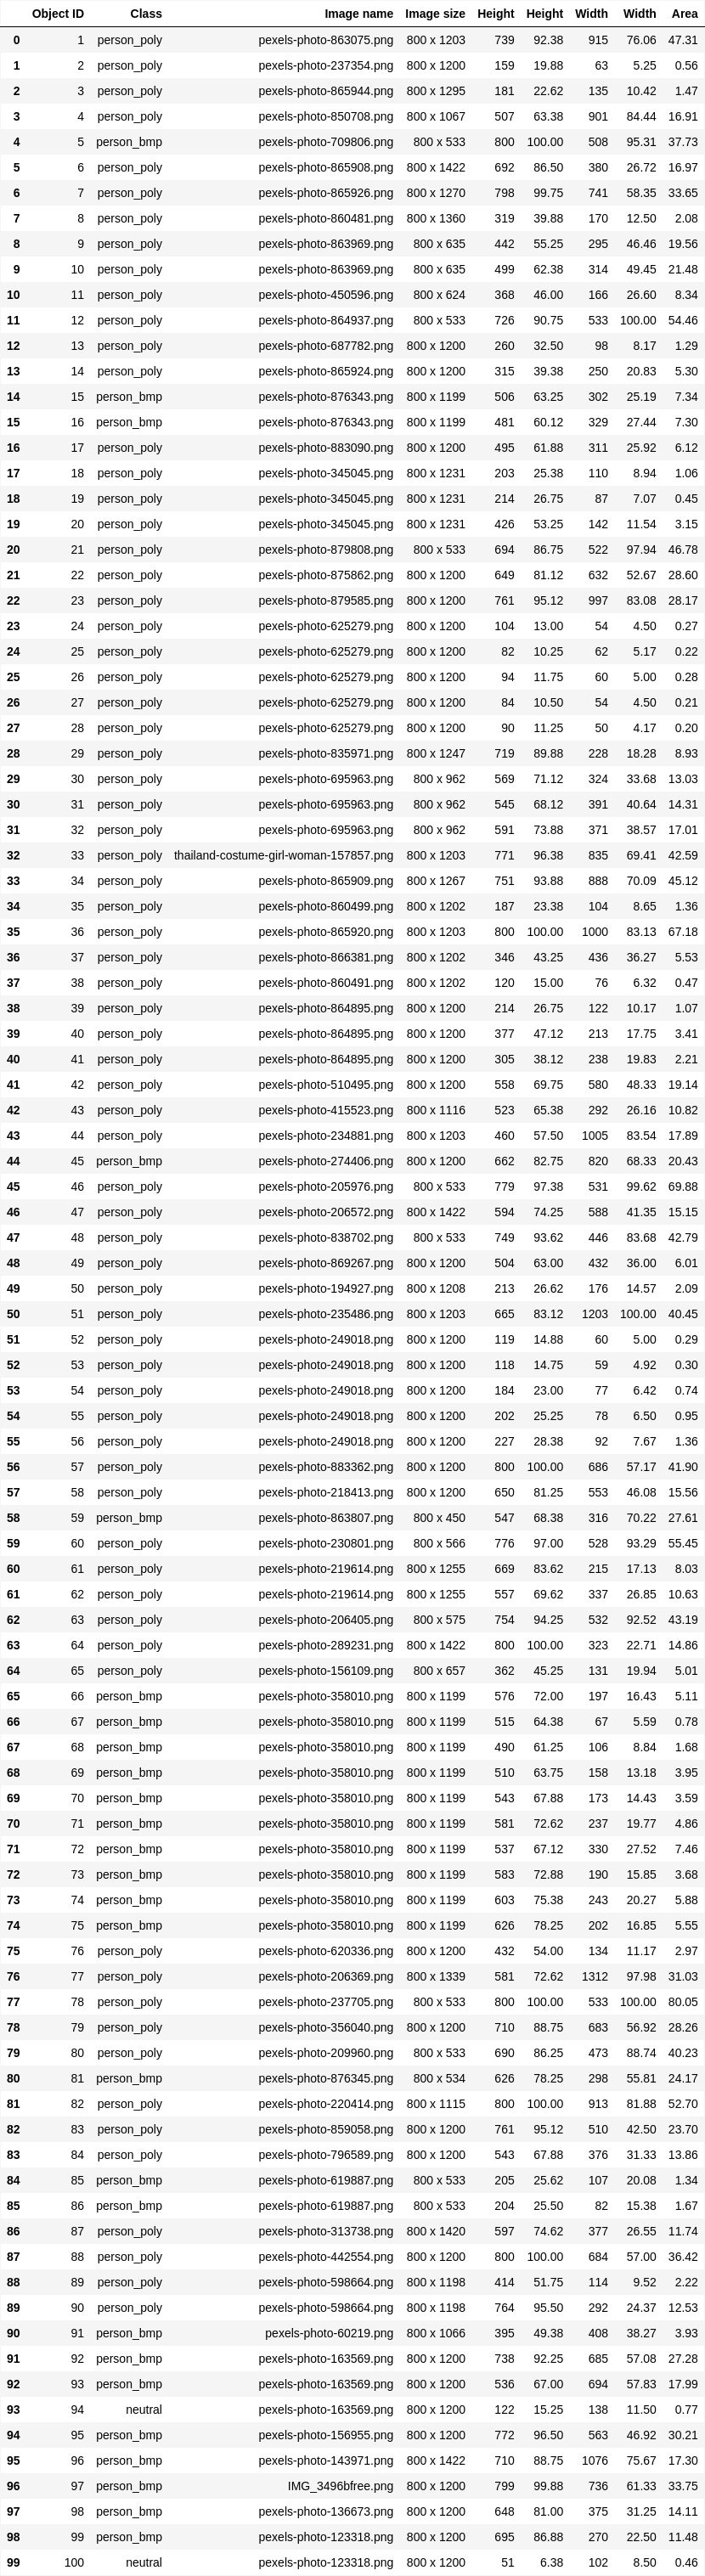 Object ID Class Image name Image size Height Height Width Width Area
0 1 person_poly pexels-photo-863075.png 800 x 1203 739 92.38 915 76.06 47.31
1 2 person_poly pexels-photo-237354.png 800 x 1200 159 19.88 63 5.25 0.56
2 3 person_poly pexels-photo-865944.png 800 x 1295 181 22.62 135 10.42 1.47
3 4 person_poly pexels-photo-850708.png 800 x 1067 507 63.38 901 84.44 16.91
4 5 person_bmp pexels-photo-709806.png 800 x 533 800 100.00 508 95.31 37.73
5 6 person_poly pexels-photo-865908.png 800 x 1422 692 86.50 380 26.72 16.97
6 7 person_poly pexels-photo-865926.png 800 x 1270 798 99.75 741 58.35 33.65
7 8 person_poly pexels-photo-860481.png 800 x 1360 319 39.88 170 12.50 2.08
8 9 person_poly pexels-photo-863969.png 800 x 635 442 55.25 295 46.46 19.56
9 10 person_poly pexels-photo-863969.png 800 x 635 499 62.38 314 49.45 21.48
10 11 person_poly pexels-photo-450596.png 800 x 624 368 46.00 166 26.60 8.34
11 12 person_poly pexels-photo-864937.png 800 x 533 726 90.75 533 100.00 54.46
12 13 person_poly pexels-photo-687782.png 800 x 1200 260 32.50 98 8.17 1.29
13 14 person_poly pexels-photo-865924.png 800 x 1200 315 39.38 250 20.83 5.30
14 15 person_bmp pexels-photo-876343.png 800 x 1199 506 63.25 302 25.19 7.34
15 16 person_bmp pexels-photo-876343.png 800 x 1199 481 60.12 329 27.44 7.30
16 17 person_poly pexels-photo-883090.png 800 x 1200 495 61.88 311 25.92 6.12
17 18 person_poly pexels-photo-345045.png 800 x 1231 203 25.38 110 8.94 1.06
18 19 person_poly pexels-photo-345045.png 800 x 1231 214 26.75 87 7.07 0.45
19 20 person_poly pexels-photo-345045.png 800 x 1231 426 53.25 142 11.54 3.15
20 21 person_poly pexels-photo-879808.png 800 x 533 694 86.75 522 97.94 46.78
21 22 person_poly pexels-photo-875862.png 800 x 1200 649 81.12 632 52.67 28.60
22 23 person_poly pexels-photo-879585.png 800 x 1200 761 95.12 997 83.08 28.17
23 24 person_poly pexels-photo-625279.png 800 x 1200 104 13.00 54 4.50 0.27
24 25 person_poly pexels-photo-625279.png 800 x 1200 82 10.25 62 5.17 0.22
25 26 person_poly pexels-photo-625279.png 800 x 1200 94 11.75 60 5.00 0.28
26 27 person_poly pexels-photo-625279.png 800 x 1200 84 10.50 54 4.50 0.21
27 28 person_poly pexels-photo-625279.png 800 x 1200 90 11.25 50 4.17 0.20
28 29 person_poly pexels-photo-835971.png 800 x 1247 719 89.88 228 18.28 8.93
29 30 person_poly pexels-photo-695963.png 800 x 962 569 71.12 324 33.68 13.03
30 31 person_poly pexels-photo-695963.png 800 x 962 545 68.12 391 40.64 14.31
31 32 person_poly pexels-photo-695963.png 800 x 962 591 73.88 371 38.57 17.01
32 33 person_poly thailand-costume-girl-woman-157857.png 800 x 1203 771 96.38 835 69.41 42.59
33 34 person_poly pexels-photo-865909.png 800 x 1267 751 93.88 888 70.09 45.12
34 35 person_poly pexels-photo-860499.png 800 x 1202 187 23.38 104 8.65 1.36
35 36 person_poly pexels-photo-865920.png 800 x 1203 800 100.00 1000 83.13 67.18
36 37 person_poly pexels-photo-866381.png 800 x 1202 346 43.25 436 36.27 5.53
37 38 person_poly pexels-photo-860491.png 800 x 1202 120 15.00 76 6.32 0.47
38 39 person_poly pexels-photo-864895.png 800 x 1200 214 26.75 122 10.17 1.07
39 40 person_poly pexels-photo-864895.png 800 x 1200 377 47.12 213 17.75 3.41
40 41 person_poly pexels-photo-864895.png 800 x 1200 305 38.12 238 19.83 2.21
41 42 person_poly pexels-photo-510495.png 800 x 1200 558 69.75 580 48.33 19.14
42 43 person_poly pexels-photo-415523.png 800 x 1116 523 65.38 292 26.16 10.82
43 44 person_poly pexels-photo-234881.png 800 x 1203 460 57.50 1005 83.54 17.89
44 45 person_bmp pexels-photo-274406.png 800 x 1200 662 82.75 820 68.33 20.43
45 46 person_poly pexels-photo-205976.png 800 x 533 779 97.38 531 99.62 69.88
46 47 person_poly pexels-photo-206572.png 800 x 1422 594 74.25 588 41.35 15.15
47 48 person_poly pexels-photo-838702.png 800 x 533 749 93.62 446 83.68 42.79
48 49 person_poly pexels-photo-869267.png 800 x 1200 504 63.00 432 36.00 6.01
49 50 person_poly pexels-photo-194927.png 800 x 1208 213 26.62 176 14.57 2.09
50 51 person_poly pexels-photo-235486.png 800 x 1203 665 83.12 1203 100.00 40.45
51 52 person_poly pexels-photo-249018.png 800 x 1200 119 14.88 60 5.00 0.29
52 53 person_poly pexels-photo-249018.png 800 x 1200 118 14.75 59 4.92 0.30
53 54 person_poly pexels-photo-249018.png 800 x 1200 184 23.00 77 6.42 0.74
54 55 person_poly pexels-photo-249018.png 800 x 1200 202 25.25 78 6.50 0.95
55 56 person_poly pexels-photo-249018.png 800 x 1200 227 28.38 92 7.67 1.36
56 57 person_poly pexels-photo-883362.png 800 x 1200 800 100.00 686 57.17 41.90
57 58 person_poly pexels-photo-218413.png 800 x 1200 650 81.25 553 46.08 15.56
58 59 person_bmp pexels-photo-863807.png 800 x 450 547 68.38 316 70.22 27.61
59 60 person_poly pexels-photo-230801.png 800 x 566 776 97.00 528 93.29 55.45
60 61 person_poly pexels-photo-219614.png 800 x 1255 669 83.62 215 17.13 8.03
61 62 person_poly pexels-photo-219614.png 800 x 1255 557 69.62 337 26.85 10.63
62 63 person_poly pexels-photo-206405.png 800 x 575 754 94.25 532 92.52 43.19
63 64 person_poly pexels-photo-289231.png 800 x 1422 800 100.00 323 22.71 14.86
64 65 person_poly pexels-photo-156109.png 800 x 657 362 45.25 131 19.94 5.01
65 66 person_bmp pexels-photo-358010.png 800 x 1199 576 72.00 197 16.43 5.11
66 67 person_bmp pexels-photo-358010.png 800 x 1199 515 64.38 67 5.59 0.78
67 68 person_bmp pexels-photo-358010.png 800 x 1199 490 61.25 106 8.84 1.68
68 69 person_bmp pexels-photo-358010.png 800 x 1199 510 63.75 158 13.18 3.95
69 70 person_bmp pexels-photo-358010.png 800 x 1199 543 67.88 173 14.43 3.59
70 71 person_bmp pexels-photo-358010.png 800 x 1199 581 72.62 237 19.77 4.86
71 72 person_bmp pexels-photo-358010.png 800 x 1199 537 67.12 330 27.52 7.46
72 73 person_bmp pexels-photo-358010.png 800 x 1199 583 72.88 190 15.85 3.68
73 74 person_bmp pexels-photo-358010.png 800 x 1199 603 75.38 243 20.27 5.88
74 75 person_bmp pexels-photo-358010.png 800 x 1199 626 78.25 202 16.85 5.55
75 76 person_poly pexels-photo-620336.png 800 x 1200 432 54.00 134 11.17 2.97
76 77 person_poly pexels-photo-206369.png 800 x 1339 581 72.62 1312 97.98 31.03
77 78 person_poly pexels-photo-237705.png 800 x 533 800 100.00 533 100.00 80.05
78 79 person_poly pexels-photo-356040.png 800 x 1200 710 88.75 683 56.92 28.26
79 80 person_poly pexels-photo-209960.png 800 x 533 690 86.25 473 88.74 40.23
80 81 person_bmp pexels-photo-876345.png 800 x 534 626 78.25 298 55.81 24.17
81 82 person_poly pexels-photo-220414.png 800 x 1115 800 100.00 913 81.88 52.70
82 83 person_poly pexels-photo-859058.png 800 x 1200 761 95.12 510 42.50 23.70
83 84 person_poly pexels-photo-796589.png 800 x 1200 543 67.88 376 31.33 13.86
84 85 person_bmp pexels-photo-619887.png 800 x 533 205 25.62 107 20.08 1.34
85 86 person_bmp pexels-photo-619887.png 800 x 533 204 25.50 82 15.38 1.67
86 87 person_poly pexels-photo-313738.png 800 x 1420 597 74.62 377 26.55 11.74
87 88 person_poly pexels-photo-442554.png 800 x 1200 800 100.00 684 57.00 36.42
88 89 person_poly pexels-photo-598664.png 800 x 1198 414 51.75 114 9.52 2.22
89 90 person_poly pexels-photo-598664.png 800 x 1198 764 95.50 292 24.37 12.53
90 91 person_bmp pexels-photo-60219.png 800 x 1066 395 49.38 408 38.27 3.93
91 92 person_bmp pexels-photo-163569.png 800 x 1200 738 92.25 685 57.08 27.28
92 93 person_bmp pexels-photo-163569.png 800 x 1200 536 67.00 694 57.83 17.99
93 94 neutral pexels-photo-163569.png 800 x 1200 122 15.25 138 11.50 0.77
94 95 person_bmp pexels-photo-156955.png 800 x 1200 772 96.50 563 46.92 30.21
95 96 person_bmp pexels-photo-143971.png 800 x 1422 710 88.75 1076 75.67 17.30
96 97 person_bmp IMG_3496bfree.png 800 x 1200 799 99.88 736 61.33 33.75
97 98 person_bmp pexels-photo-136673.png 800 x 1200 648 81.00 375 31.25 14.11
98 99 person_bmp pexels-photo-123318.png 800 x 1200 695 86.88 270 22.50 11.48
99 100 neutral pexels-photo-123318.png 800 x 1200 51 6.38 102 8.50 0.46